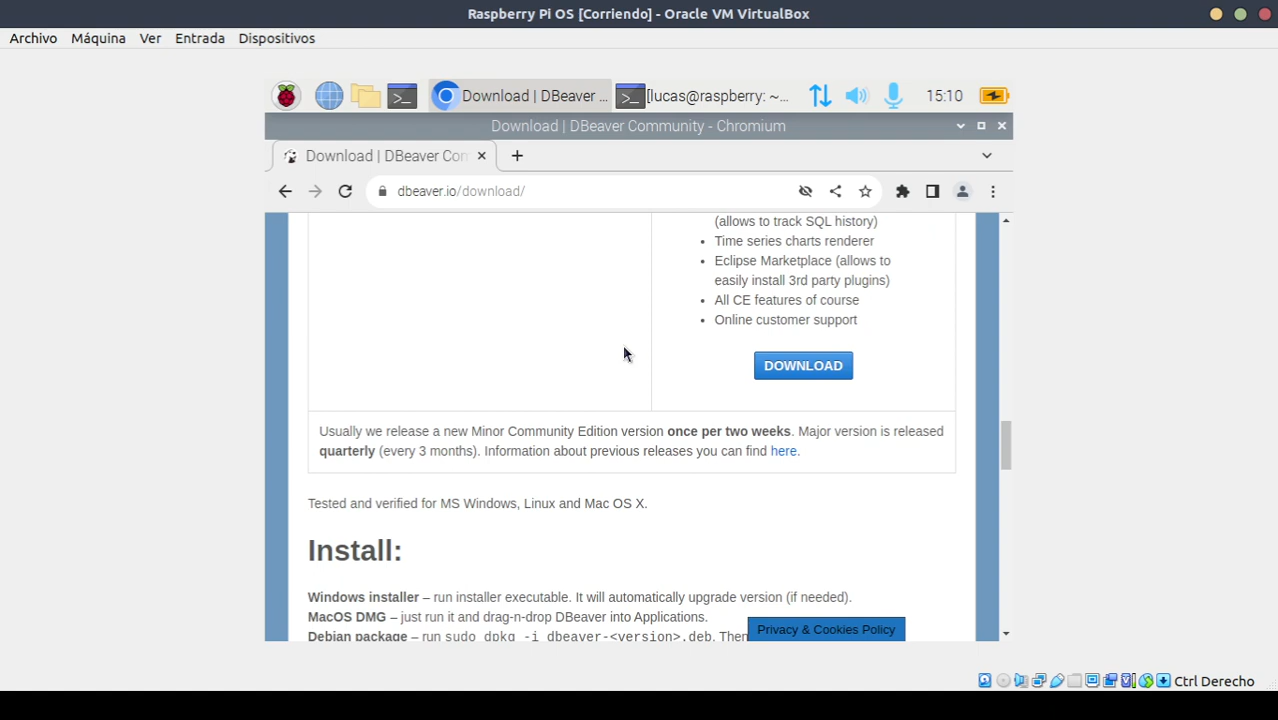 Raspberry Pi OS [Corriendo] - Oracle VM VirtualBox
Archivo Máquina Ver Entrada Dispositivos
>_ Download | DBeaver ... >_ [lucas@raspberry: ~... 15:10
Download | DBeaver Community - Chromium
Download | DBeaver Con
dbeaver.io/download/
(allows to track SQL history)
• Time series charts renderer
• Eclipse Marketplace (allows to
easily install 3rd party plugins)
• All CE features of course
• Online customer support
DOWNLOAD
Usually we release a new Minor Community Edition version once per two weeks. Major version is released
quarterly (every 3 months). Information about previous releases you can find here.
Tested and verified for MS Windows, Linux and Mac OS X.
Install:
Windows installer – run installer executable. It will automatically upgrade version (if needed).
MacOS DMG – just run it and drag-n-drop DBeaver into Applications.
Debian package – run sudo dpkg -i dbeaver-<version>.deb. Then
Privacy & Cookies Policy
Ctrl Derecho